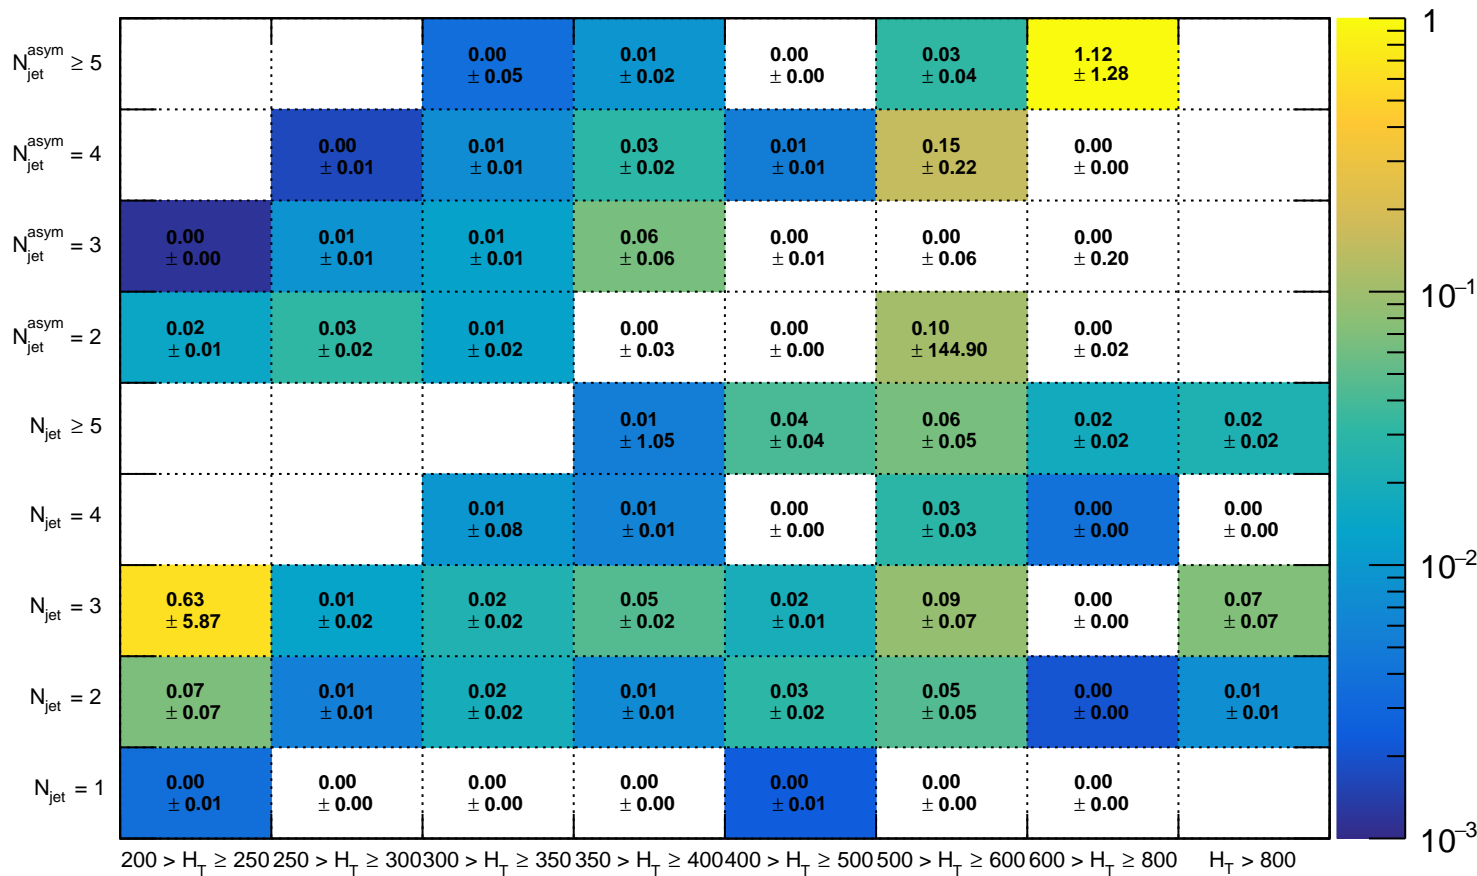 N_jet^asym ≥ 5
0.00 0.01 0.00 0.03 1.12
± 0.05 ± 0.02 ± 0.00 ± 0.04 ± 1.28
N_jet^asym = 4
0.00 0.01 0.03 0.01 0.15 0.00
± 0.01 ± 0.01 ± 0.02 ± 0.01 ± 0.22 ± 0.00
N_jet^asym = 3
0.00 0.01 0.01 0.06 0.00 0.00 0.00
± 0.00 ± 0.01 ± 0.01 ± 0.06 ± 0.01 ± 0.06 ± 0.20
N_jet^asym = 2
0.02 0.03 0.01 0.00 0.00 0.10 0.00
± 0.01 ± 0.02 ± 0.02 ± 0.03 ± 0.00 ± 144.90 ± 0.02
N_jet ≥ 5
0.01 0.04 0.06 0.02 0.02
± 1.05 ± 0.04 ± 0.05 ± 0.02 ± 0.02
N_jet = 4
0.01 0.01 0.00 0.03 0.00 0.00
± 0.08 ± 0.01 ± 0.00 ± 0.03 ± 0.00 ± 0.00
N_jet = 3
0.63 0.01 0.02 0.05 0.02 0.09 0.00 0.07
± 5.87 ± 0.02 ± 0.02 ± 0.02 ± 0.01 ± 0.07 ± 0.00 ± 0.07
N_jet = 2
0.07 0.01 0.02 0.01 0.03 0.05 0.00 0.01
± 0.07 ± 0.01 ± 0.02 ± 0.01 ± 0.02 ± 0.05 ± 0.00 ± 0.01
N_jet = 1
0.00 0.00 0.00 0.00 0.00 0.00 0.00
± 0.01 ± 0.00 ± 0.00 ± 0.00 ± 0.01 ± 0.00 ± 0.00
200 > H_T ≥ 250 250 > H_T ≥ 300 300 > H_T ≥ 350 350 > H_T ≥ 400 400 > H_T ≥ 500 500 > H_T ≥ 600 600 > H_T ≥ 800 H_T > 800
1
10^−1
10^−2
10^−3